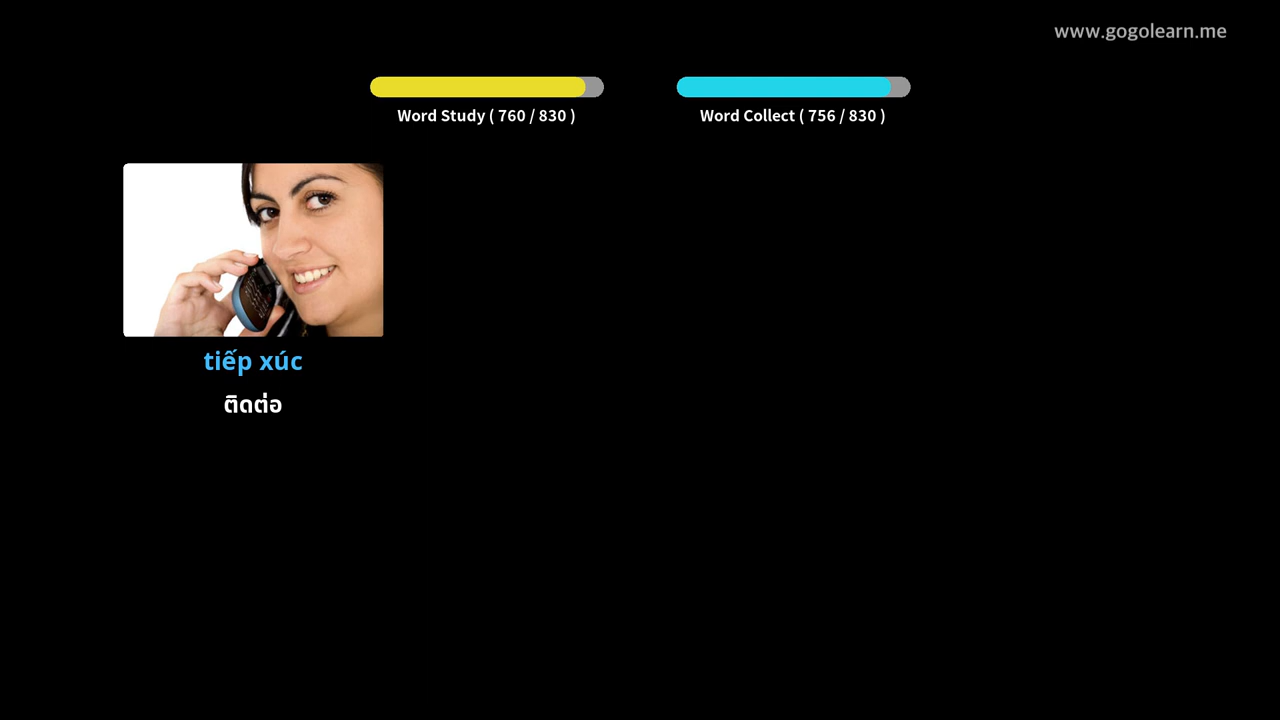 www.gogolearn.me
Word Study ( 760 / 830 )
Word Collect ( 756 / 830 )
tiếp xúc
ติดต่อ